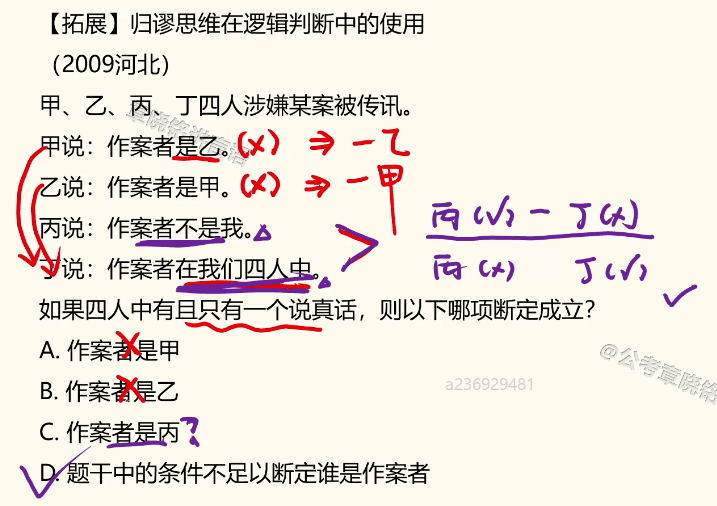 【拓展】归谬思维在逻辑判断中的使用
（2009河北）
甲、乙、丙、丁四人涉嫌某案被传讯。
甲说：作案者是乙。(×) ⇒ 一乙
乙说：作案者是甲。(×) ⇒ 一甲
丙说：作案者不是我。△
丁说：作案者在我们四人中。△
丙(√) 一 丁(×)
丙(×) 丁(√)
如果四人中有且只有一个说真话，则以下哪项断定成立？
A. 作案者是甲
B. 作案者是乙
C. 作案者是丙？
D. 题干中的条件不足以断定谁是作案者
@公考章晓铭
a236929481